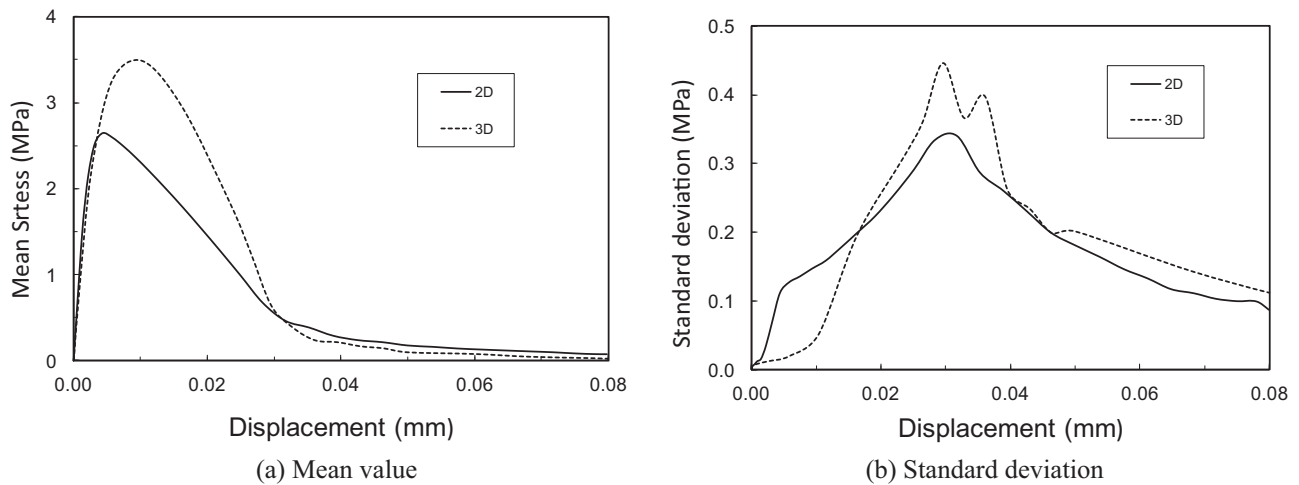 4
3
2
1
0
Mean Srtess (MPa)
2D
3D
0.00 0.02 0.04 0.06 0.08
Displacement (mm)
(a) Mean value
0.5
0.4
0.3
0.2
0.1
0.0
Standard deviation (MPa)
2D
3D
0.00 0.02 0.04 0.06 0.08
Displacement (mm)
(b) Standard deviation